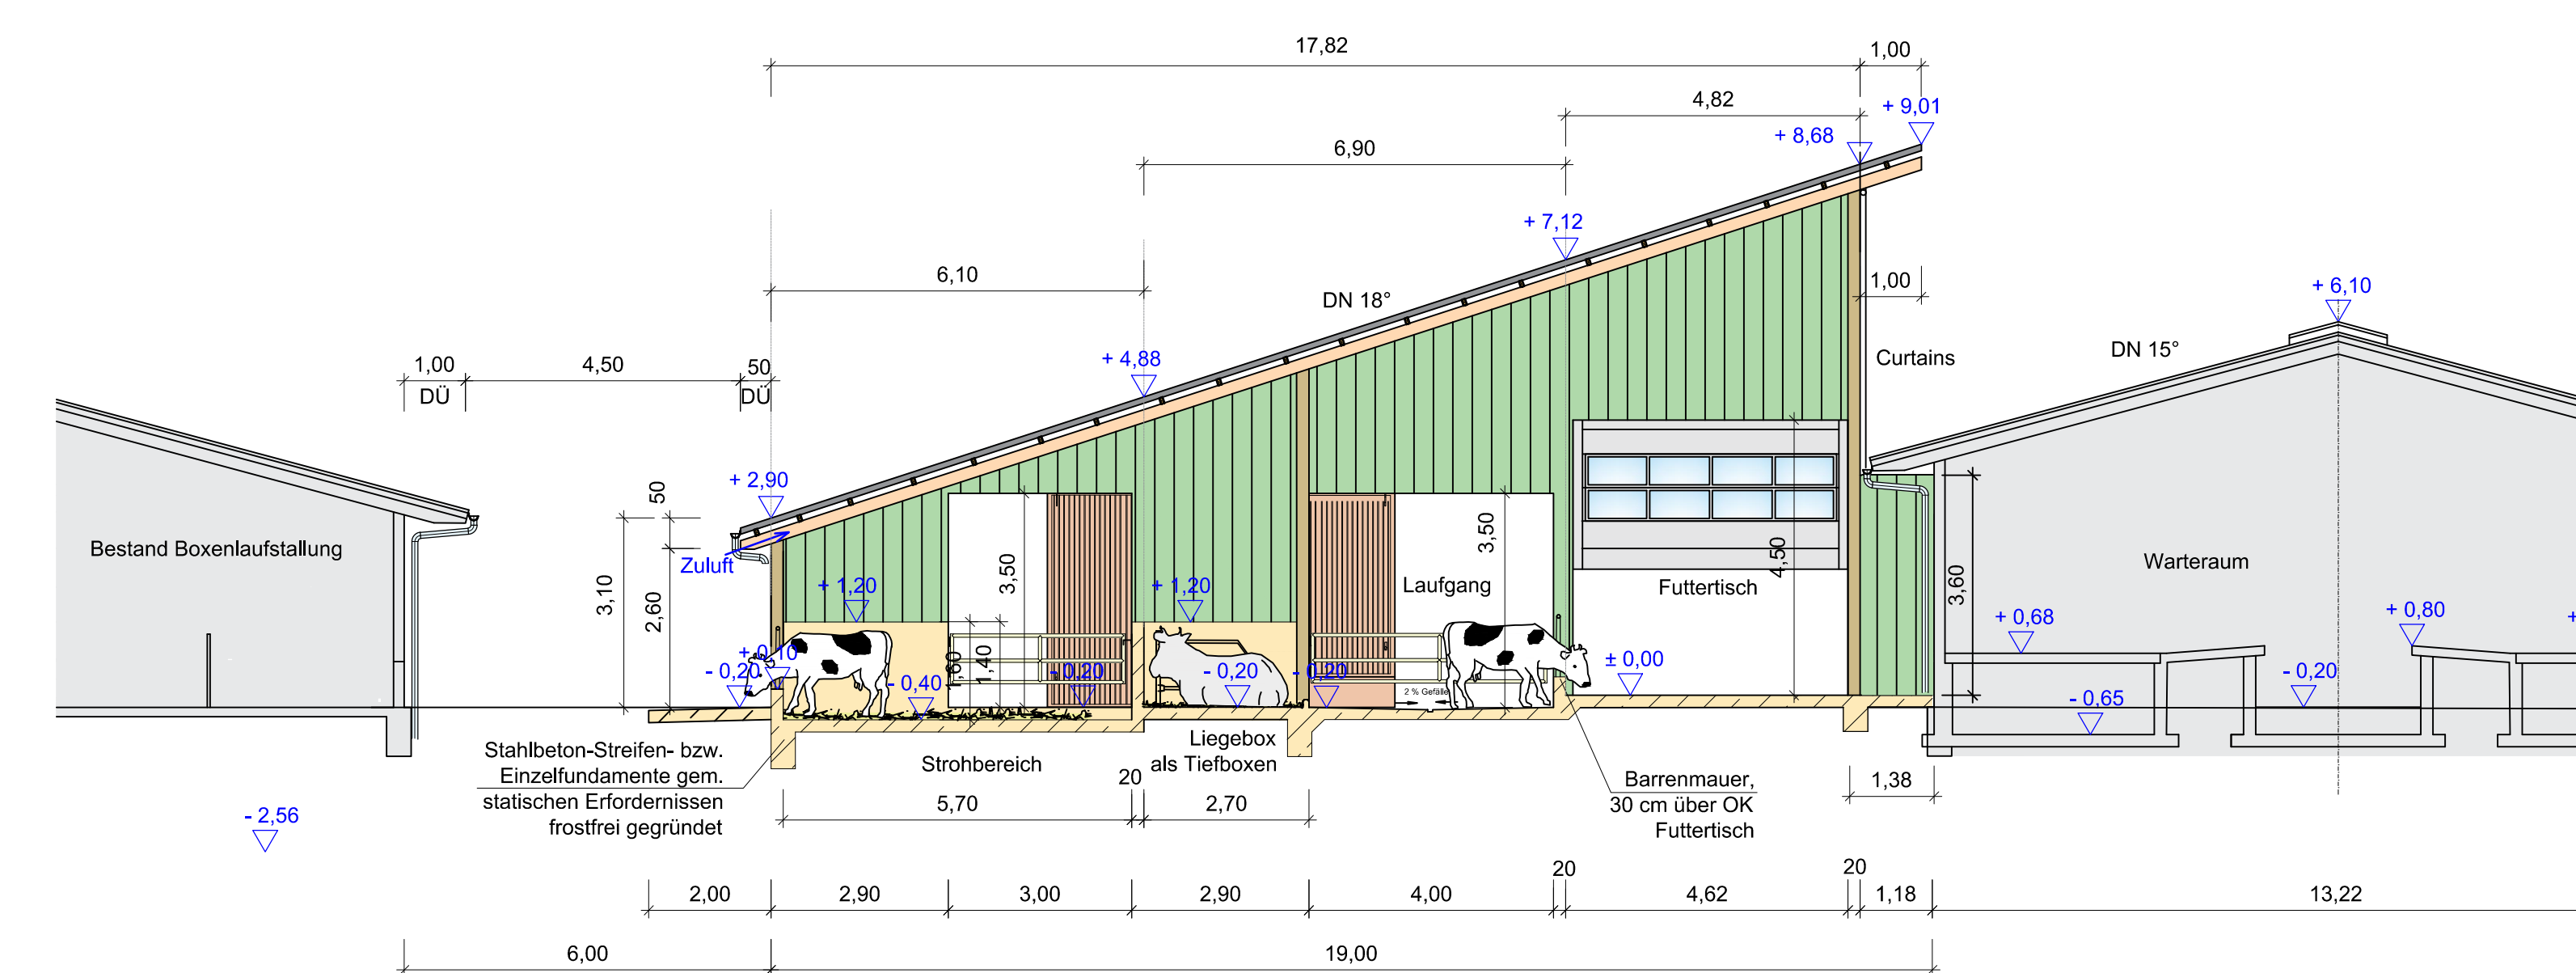 17,82
1,00
4,82
+ 9,01
+ 8,68
6,90
+ 7,12
6,10
DN 18°
1,00
+ 6,10
Curtains
DN 15°
+ 4,88
1,00
DÜ
4,50
50
DÜ
+ 2,90
50
3,10
2,60
Zuluft
Bestand Boxenlaufstallung
+ 1,20
+ 1,20
3,50
3,50
4,50
3,60
Laufgang
Futtertisch
Warteraum
+ 0,10
- 0,20
- 0,40
1,60
1,40
- 0,20
- 0,20
- 0,20
2 % Gefälle
± 0,00
+ 0,68
+ 0,80
- 0,20
- 0,65
+
Stahlbeton-Streifen- bzw.
Einzelfundamente gem.
statischen Erfordernissen
frostfrei gegründet
Strohbereich
Liegebox
als Tiefboxen
Barrenmauer,
30 cm über OK
Futtertisch
- 2,56
5,70
20
2,70
1,38
2,00
2,90
3,00
2,90
4,00
20
4,62
20
1,18
13,22
6,00
19,00